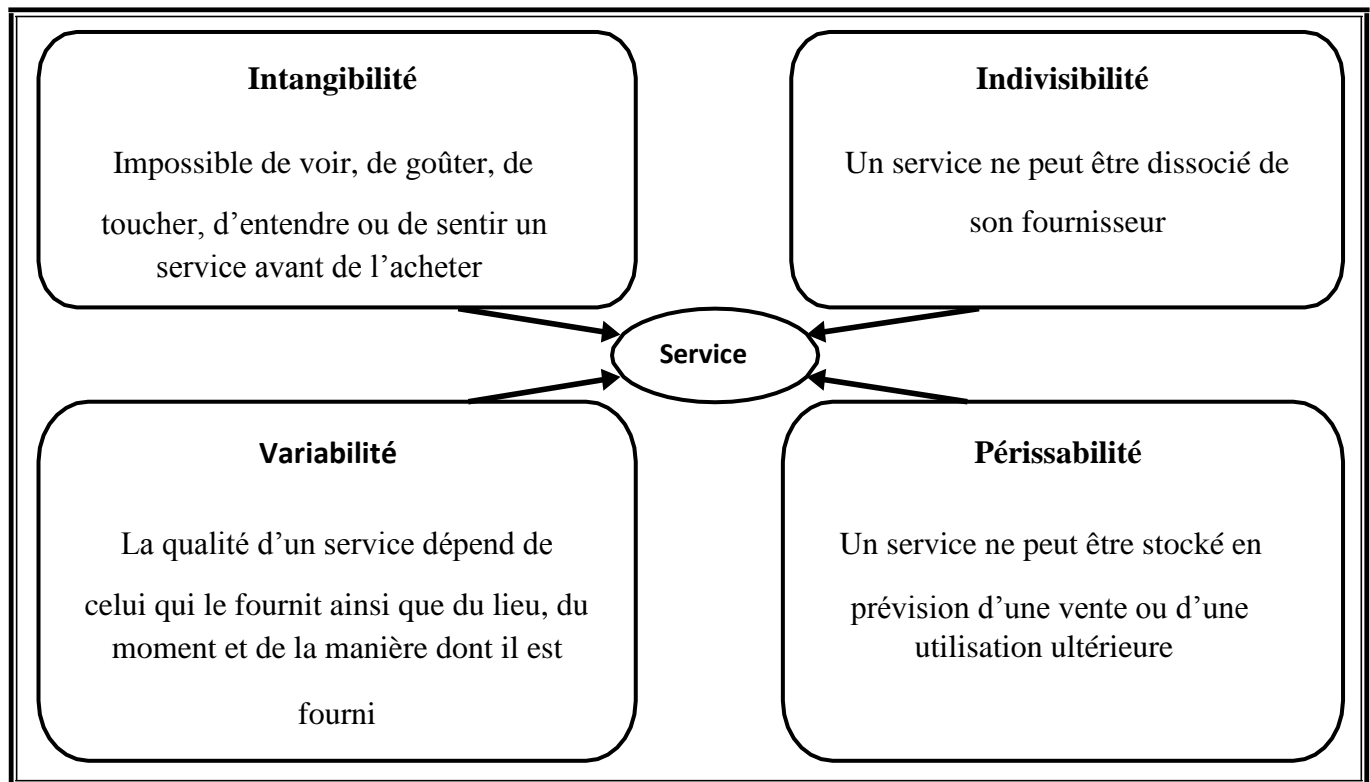 Intangibilité
Impossible de voir, de goûter, de
toucher, d’entendre ou de sentir un
service avant de l’acheter
Indivisibilité
Un service ne peut être dissocié de
son fournisseur
Service
Variabilité
La qualité d’un service dépend de
celui qui le fournit ainsi que du lieu, du
moment et de la manière dont il est
fourni
Périssabilité
Un service ne peut être stocké en
prévision d’une vente ou d’une
utilisation ultérieure